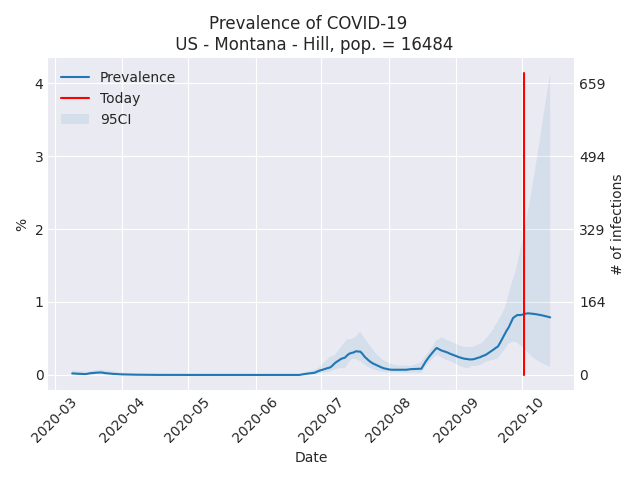 Prevalence of COVID-19
US - Montana - Hill, pop. = 16484
Prevalence
Today
95CI
4
3
2
1
0
%
659
494
329
164
0
# of infections
2020-03
2020-04
2020-05
2020-06
2020-07
2020-08
2020-09
2020-10
Date